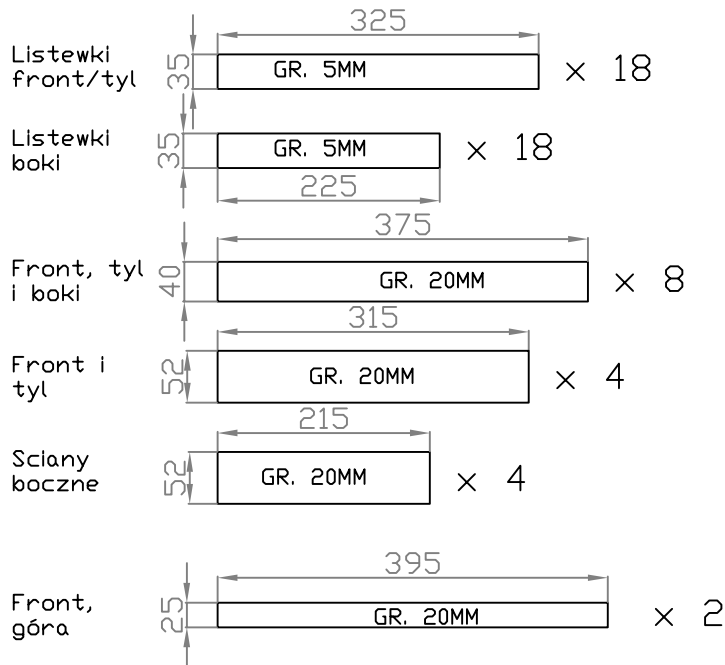 325
Listewki
front/tyl
35
GR. 5MM
× 18
Listewki
boki
35
GR. 5MM
× 18
225
375
Front, tyl
i boki
40
GR. 20MM
× 8
315
Front i
tyl
52
GR. 20MM
× 4
215
Sciany
boczne
52
GR. 20MM
× 4
395
Front,
góra
25
GR. 20MM
× 2